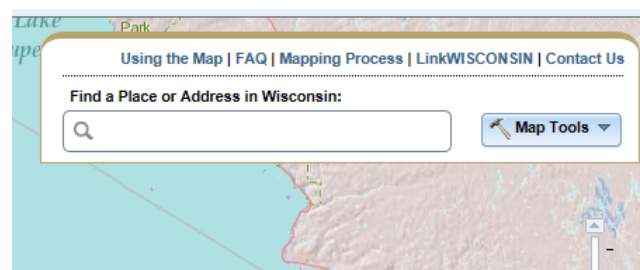 Lake
Park
Using the Map | FAQ | Mapping Process | LinkWISCONSIN | Contact Us
Find a Place or Address in Wisconsin:
Map Tools